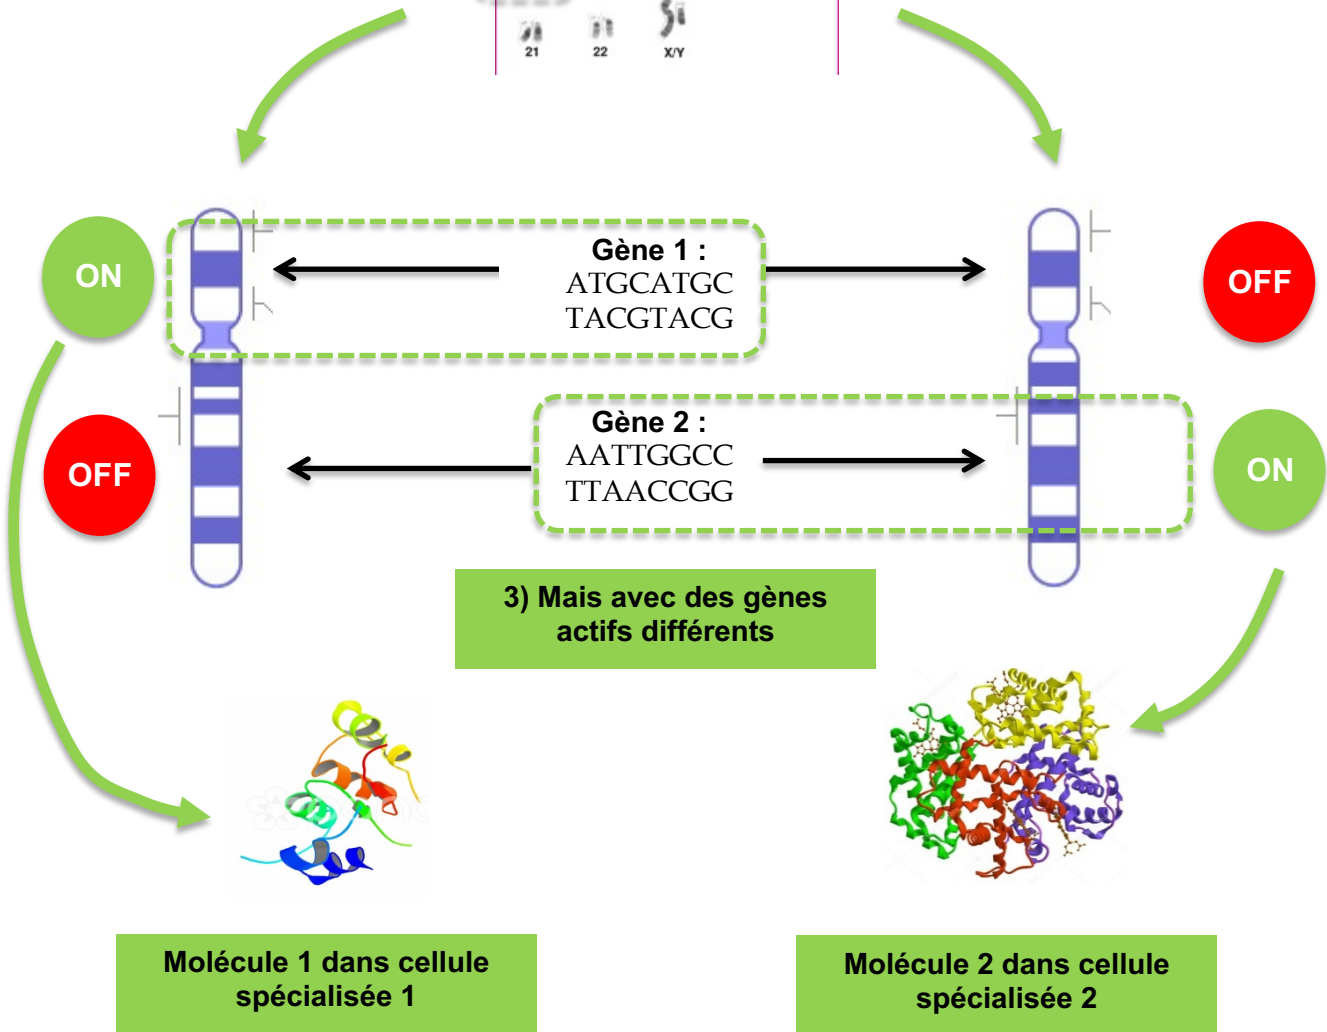 21 22 X/Y
ON
Gène 1 :
ATGCATGC
TACGTACG
OFF
OFF
Gène 2 :
AATTGGCC
TTAACCGG
ON
3) Mais avec des gènes
actifs différents
Molécule 1 dans cellule
spécialisée 1
Molécule 2 dans cellule
spécialisée 2